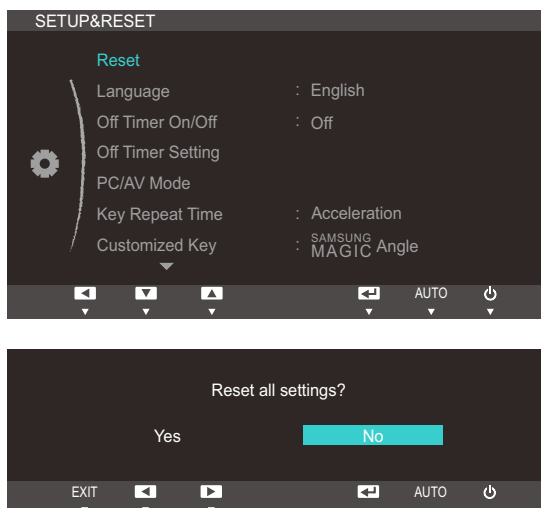 SETUP&RESET
Reset
Language : English
Off Timer On/Off : Off
Off Timer Setting
PC/AV Mode
Key Repeat Time : Acceleration
Customized Key : SAMSUNG MAGIC Angle
AUTO
Reset all settings?
Yes No
EXIT AUTO